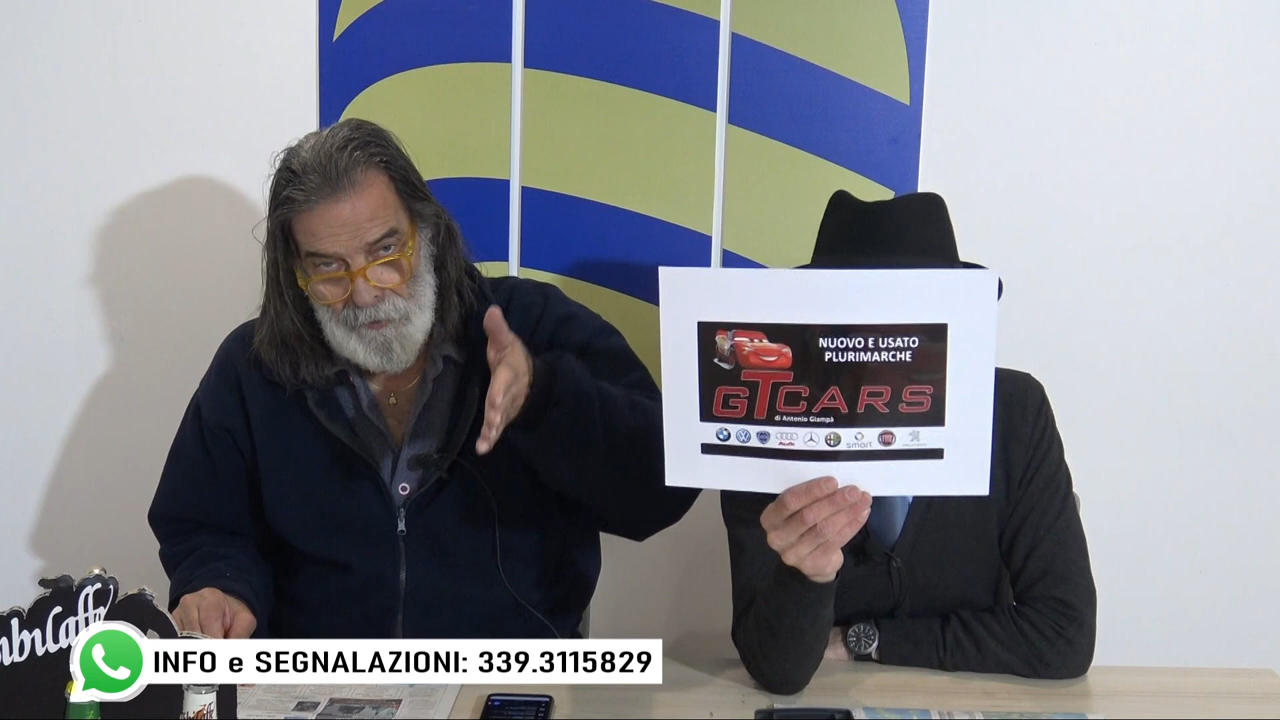 NUOVO E USATO
PLURIMARCHE
GTCARS
di Antonio Giampà
smart
INFO e SEGNALAZIONI: 339.3115829